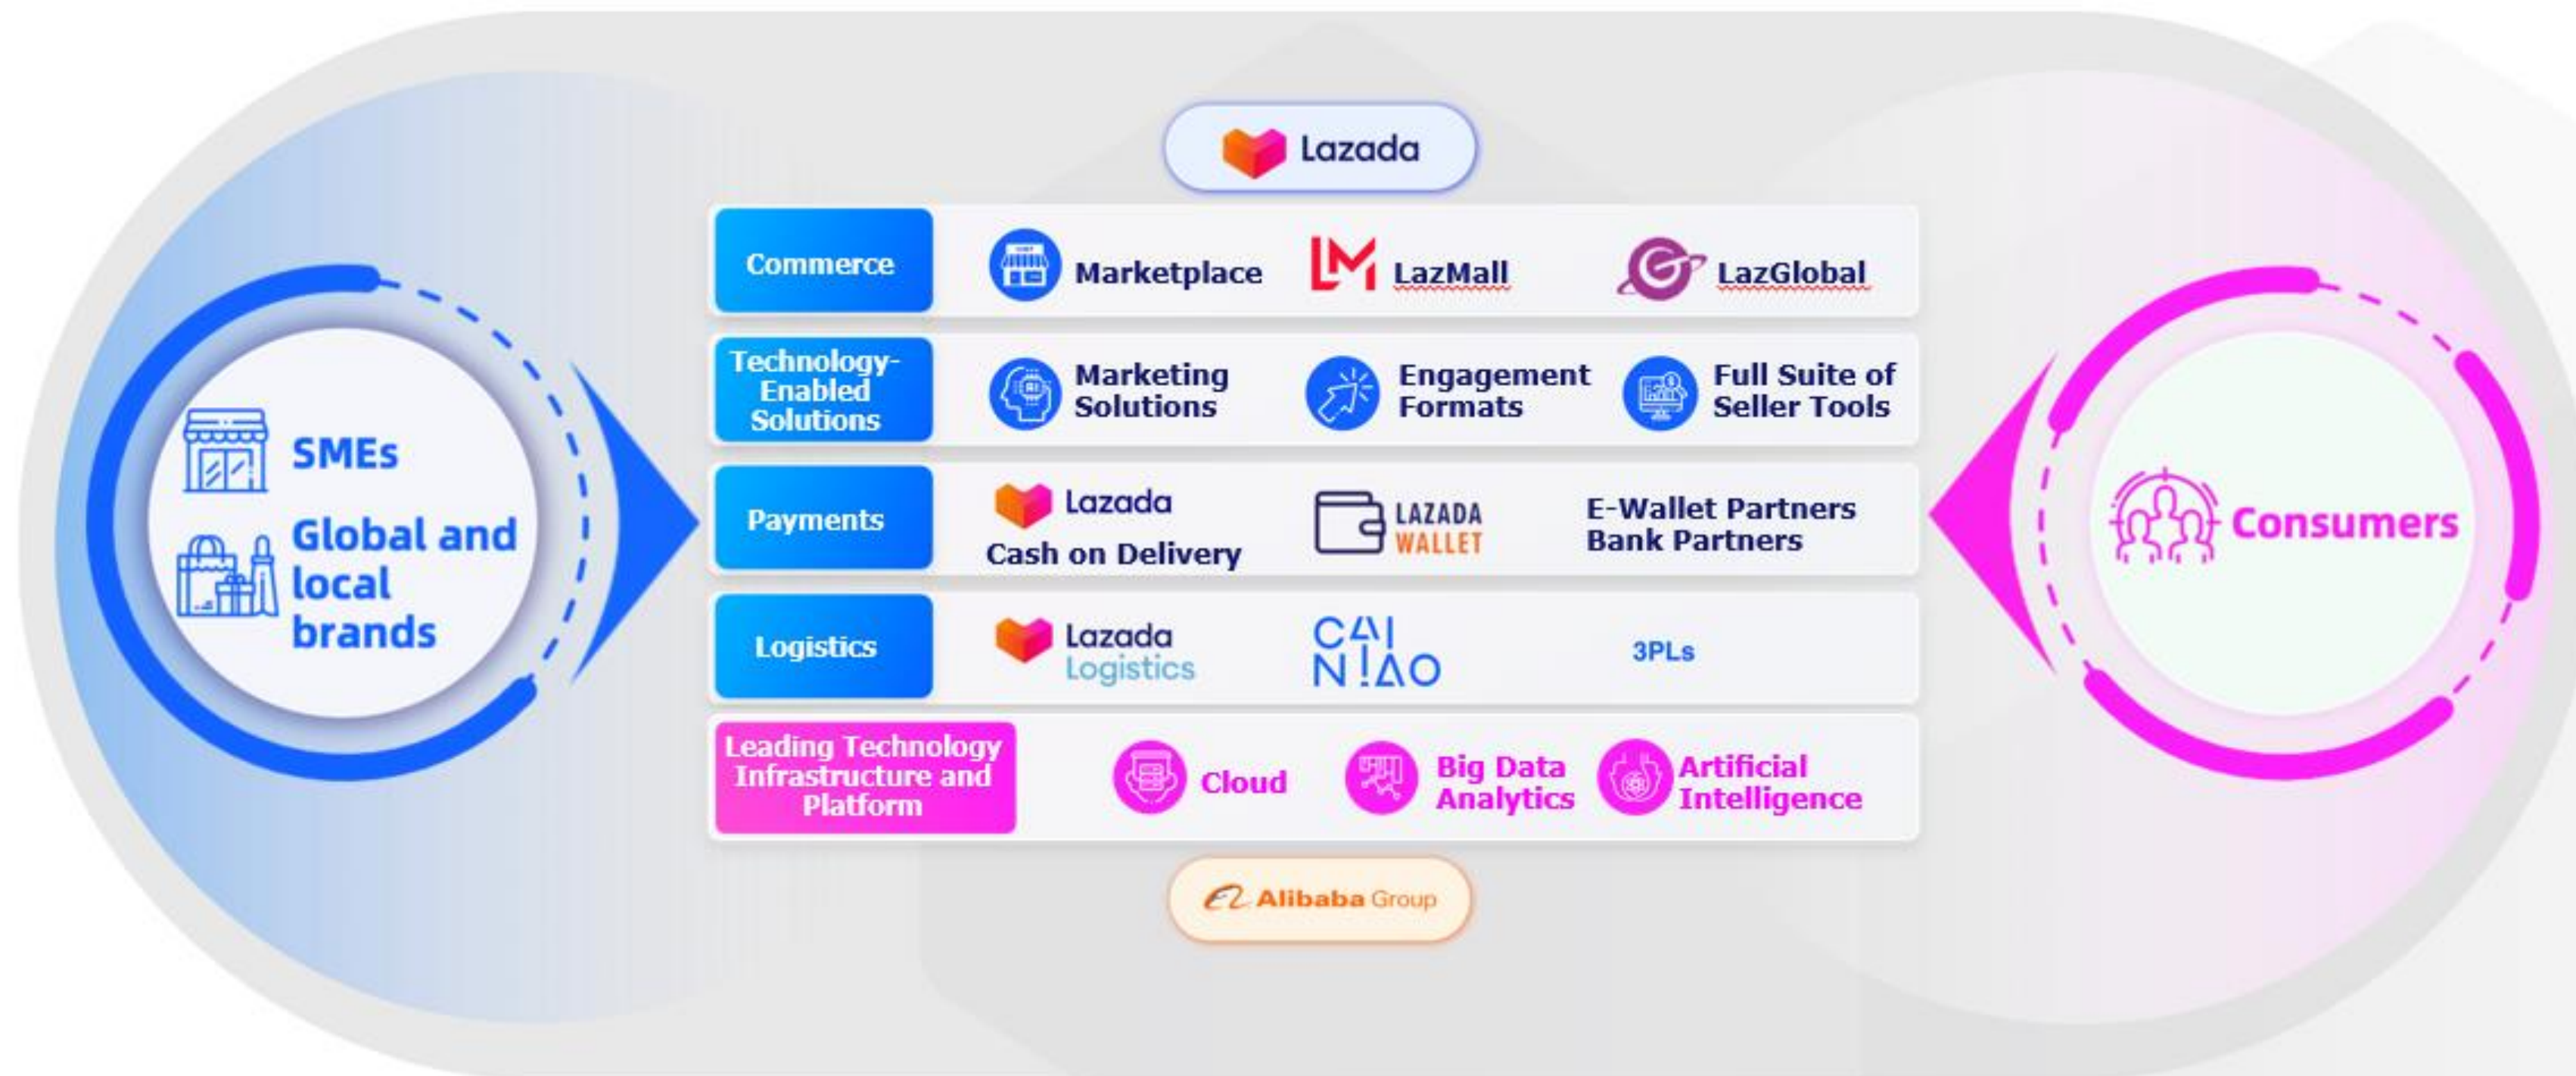 Lazada
SMEs
Global and
local
brands
Commerce
Marketplace
LazMall
LazGlobal
Technology-
Enabled
Solutions
Marketing
Solutions
Engagement
Formats
Full Suite of
Seller Tools
Payments
Lazada
Cash on Delivery
LAZADA
WALLET
E-Wallet Partners
Bank Partners
Logistics
Lazada
Logistics
CAI
NIAO
3PLs
Leading Technology
Infrastructure and
Platform
Cloud
Big Data
Analytics
Artificial
Intelligence
Consumers
Alibaba Group